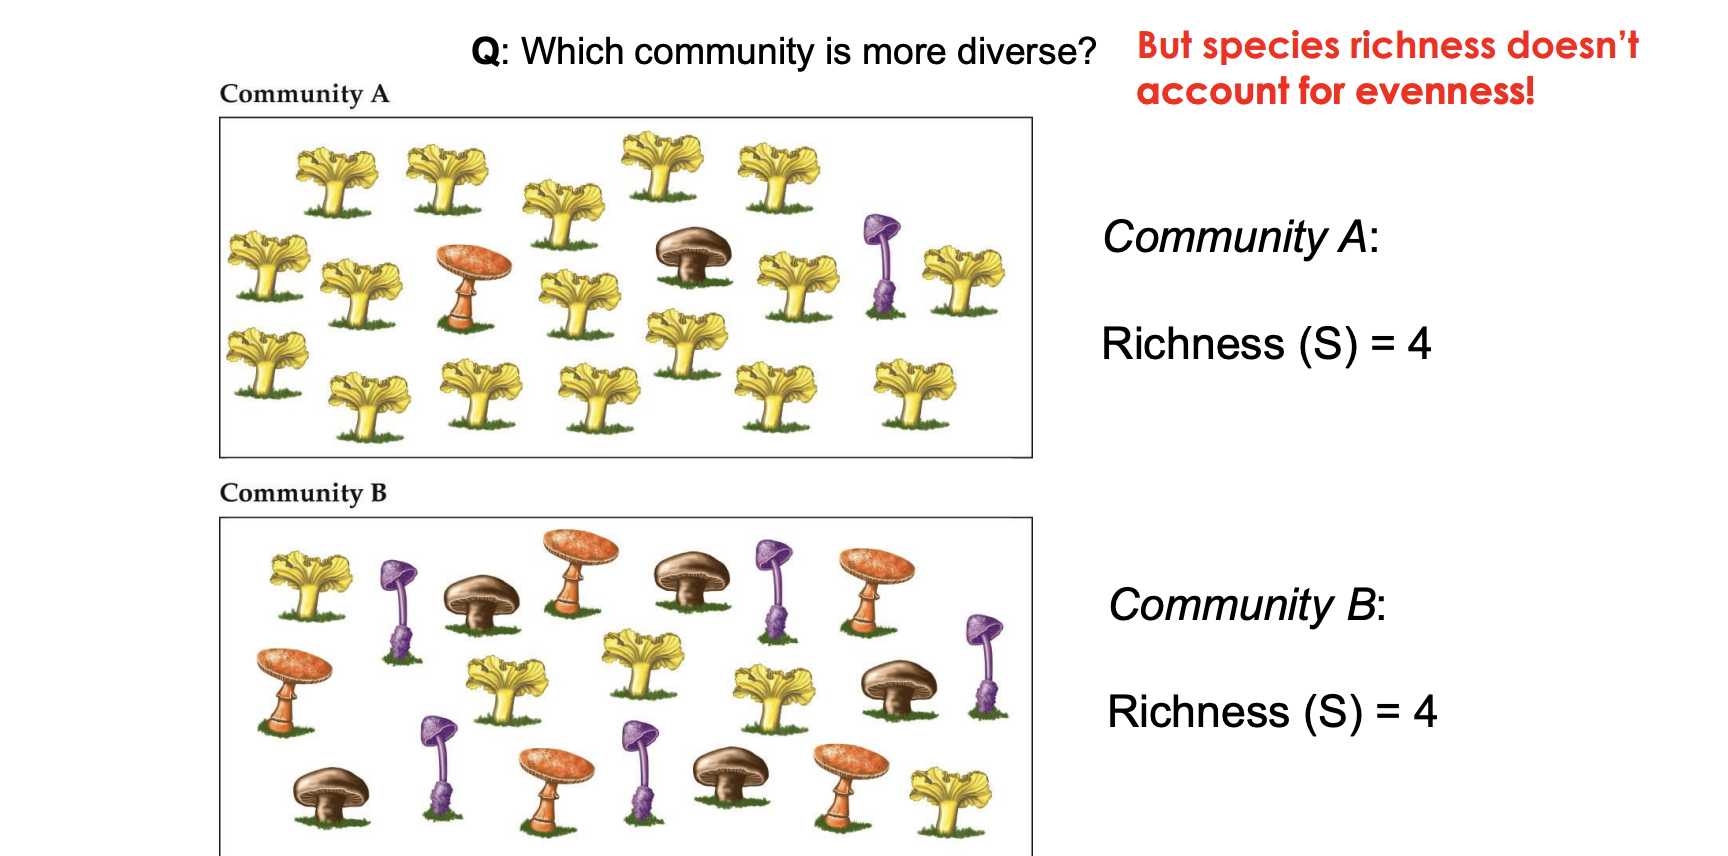 Q: Which community is more diverse?
But species richness doesn’t
account for evenness!
Community A
Community A:
Richness (S) = 4
Community B
Community B:
Richness (S) = 4